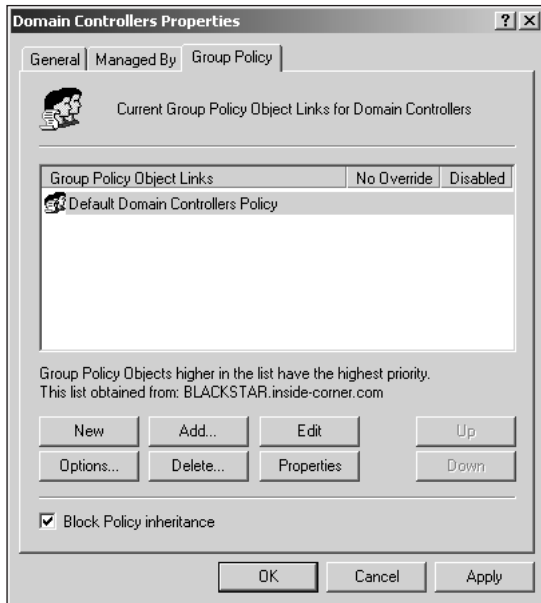 Domain Controllers Properties
General Managed By Group Policy
Current Group Policy Object Links for Domain Controllers
Group Policy Object Links No Override Disabled
Default Domain Controllers Policy
Group Policy Objects higher in the list have the highest priority.
This list obtained from: BLACKSTAR.inside-corner.com
New Add... Edit Up
Options... Delete... Properties Down
Block Policy inheritance
OK Cancel Apply